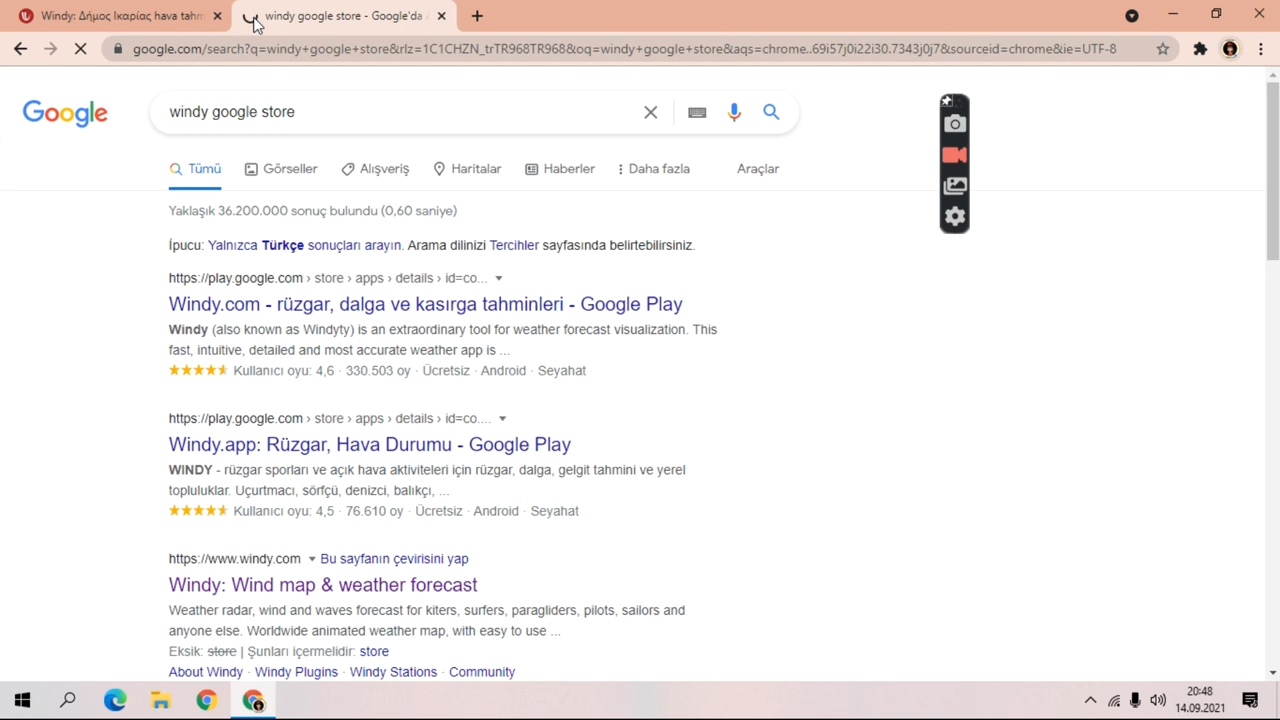 Windy: Δήμος Ικαρίας hava tahm
windy google store - Google'da
google.com/search?q=windy+google+store&rlz=1C1CHZN_trTR968TR968&oq=windy+google+store&aqs=chrome..69i57j0i22i30.7343j0j7&sourceid=chrome&ie=UTF-8
Google
windy google store
Tümü Görseller Alışveriş Haritalar Haberler Daha fazla Araçlar
Yaklaşık 36.200.000 sonuç bulundu (0,60 saniye)
İpucu: Yalnızca Türkçe sonuçları arayın. Arama dilinizi Tercihler sayfasında belirtebilirsiniz.
https://play.google.com › store › apps › details › id=co...
Windy.com - rüzgar, dalga ve kasırga tahminleri - Google Play
Windy (also known as Windyty) is an extraordinary tool for weather forecast visualization. This
fast, intuitive, detailed and most accurate weather app is ...
Kullanıcı oyu: 4,6 · 330.503 oy · Ücretsiz · Android · Seyahat
https://play.google.com › store › apps › details › id=co....
Windy.app: Rüzgar, Hava Durumu - Google Play
WINDY - rüzgar sporları ve açık hava aktiviteleri için rüzgar, dalga, gelgit tahmini ve yerel
topluluklar. Uçurtmacı, sörfçü, denizci, balıkçı, ...
Kullanıcı oyu: 4,5 · 76.610 oy · Ücretsiz · Android · Seyahat
https://www.windy.com Bu sayfanın çevirisini yap
Windy: Wind map & weather forecast
Weather radar, wind and waves forecast for kiters, surfers, paragliders, pilots, sailors and
anyone else. Worldwide animated weather map, with easy to use ...
Eksik: store | Şunları içermelidir: store
About Windy · Windy Plugins · Windy Stations · Community
20:48
14.09.2021